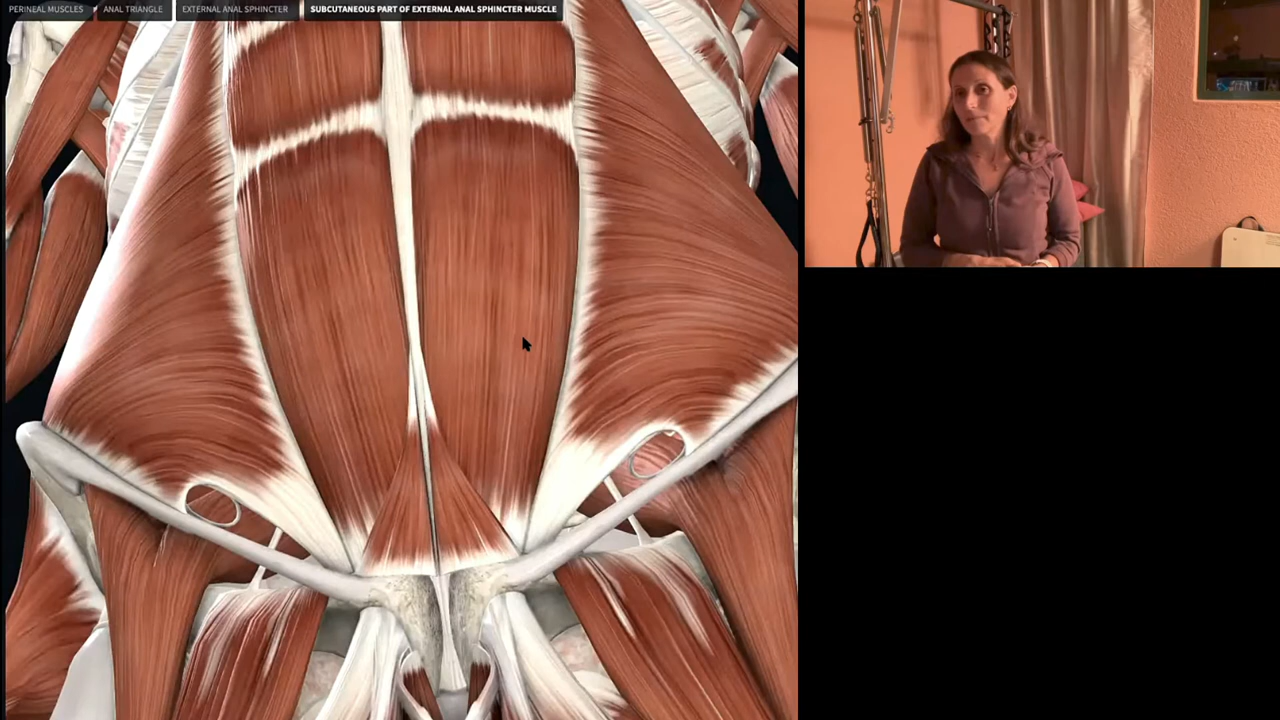 PERINEAL MUSCLES ANAL TRIANGLE EXTERNAL ANAL SPHINCTER SUBCUTANEOUS PART OF EXTERNAL ANAL SPHINCTER MUSCLE